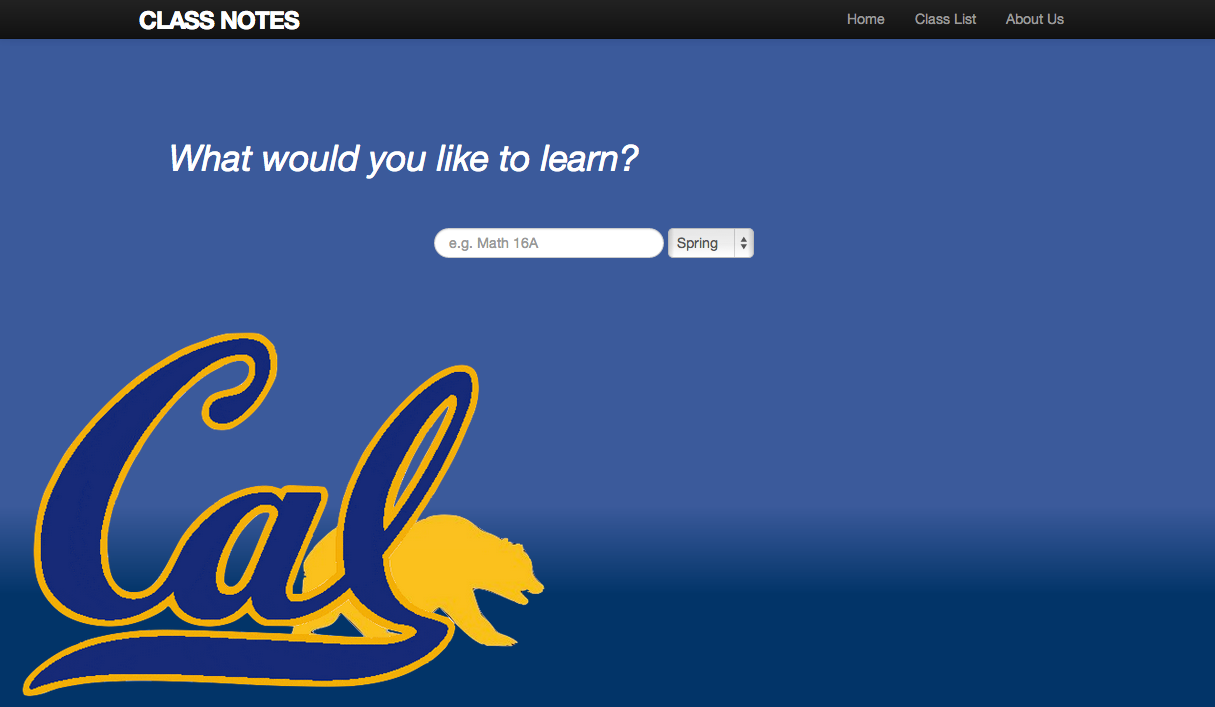 CLASS NOTES
Home
Class List
About Us
What would you like to learn?
e.g. Math 16A
Spring
Cal